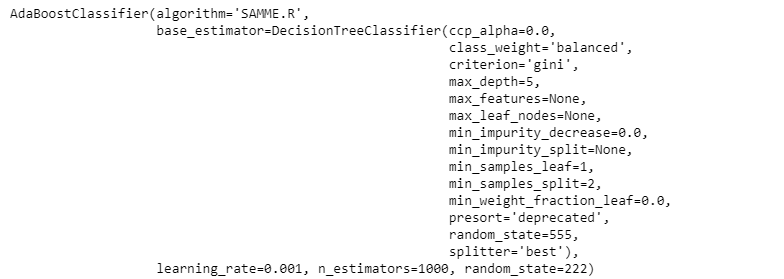 AdaBoostClassifier(algorithm='SAMME.R',
base_estimator=DecisionTreeClassifier(ccp_alpha=0.0,
class_weight='balanced',
criterion='gini',
max_depth=5,
max_features=None,
max_leaf_nodes=None,
min_impurity_decrease=0.0,
min_impurity_split=None,
min_samples_leaf=1,
min_samples_split=2,
min_weight_fraction_leaf=0.0,
presort='deprecated',
random_state=555,
splitter='best'),
learning_rate=0.001, n_estimators=1000, random_state=222)